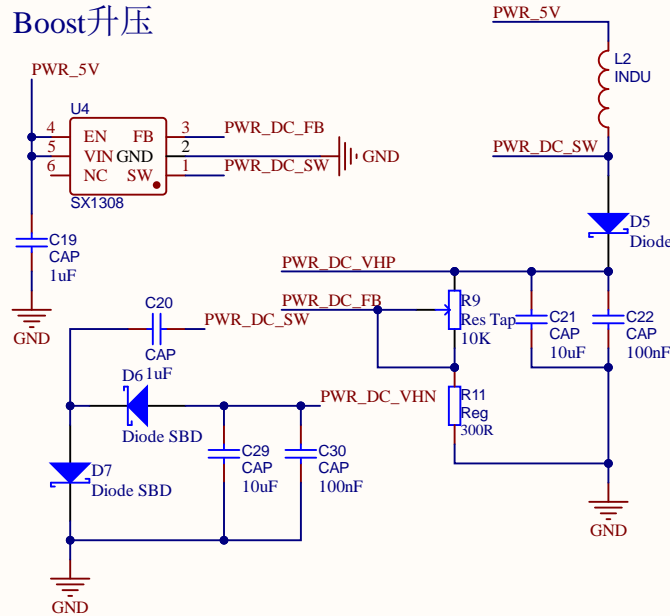 Boost升压
PWR_5V
PWR_5V
L2
INDU
U4
4
EN
FB
3
PWR_DC_FB
5
VIN
GND
2
GND
6
NC
SW
1
PWR_DC_SW
SX1308
PWR_DC_SW
C19
CAP
1uF
GND
D5
Diode
PWR_DC_VHP
PWR_DC_FB
R9
Res Tap
10K
C21
CAP
10uF
C22
CAP
100nF
C20
CAP
1uF
PWR_DC_SW
D6
Diode SBD
PWR_DC_VHN
R11
Reg
300R
D7
Diode SBD
C29
CAP
10uF
C30
CAP
100nF
GND
GND